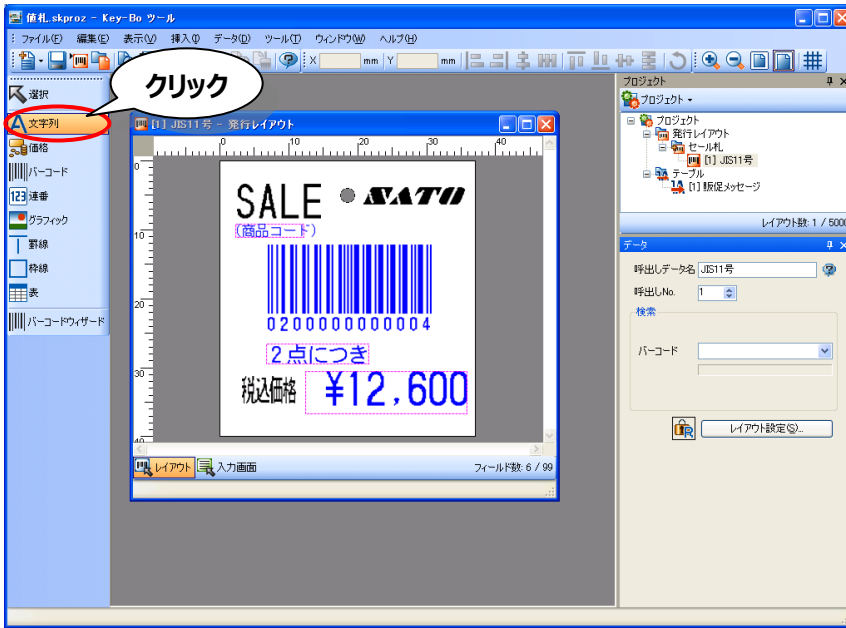 値札.skproz - Key-Bo ツール
ファイル(F) 編集(E) 表示(V) 挿入(I) データ(D) ツール(T) ウィンドウ(W) ヘルプ(H)
X mm Y mm
クリック
選択
文字列
価格
バーコード
123 連番
グラフィック
罫線
枠線
表
バーコードウィザード
[1] JIS11号 - 発行レイアウト
0 10 20 30 40
0
10
20
30
40
SALE SATO
(商品コード)
0200000000004
2点につき
税込価格 ¥12,600
レイアウト 入力画面 フィールド数: 6 / 99
プロジェクト
プロジェクト
プロジェクト
発行レイアウト
セール札
[1] JIS11号
テーブル
[1] 販促メッセージ
レイアウト数: 1 / 5000
データ
呼出しデータ名 JIS11号
呼出しNo. 1
検索
バーコード
レイアウト設定(S)...